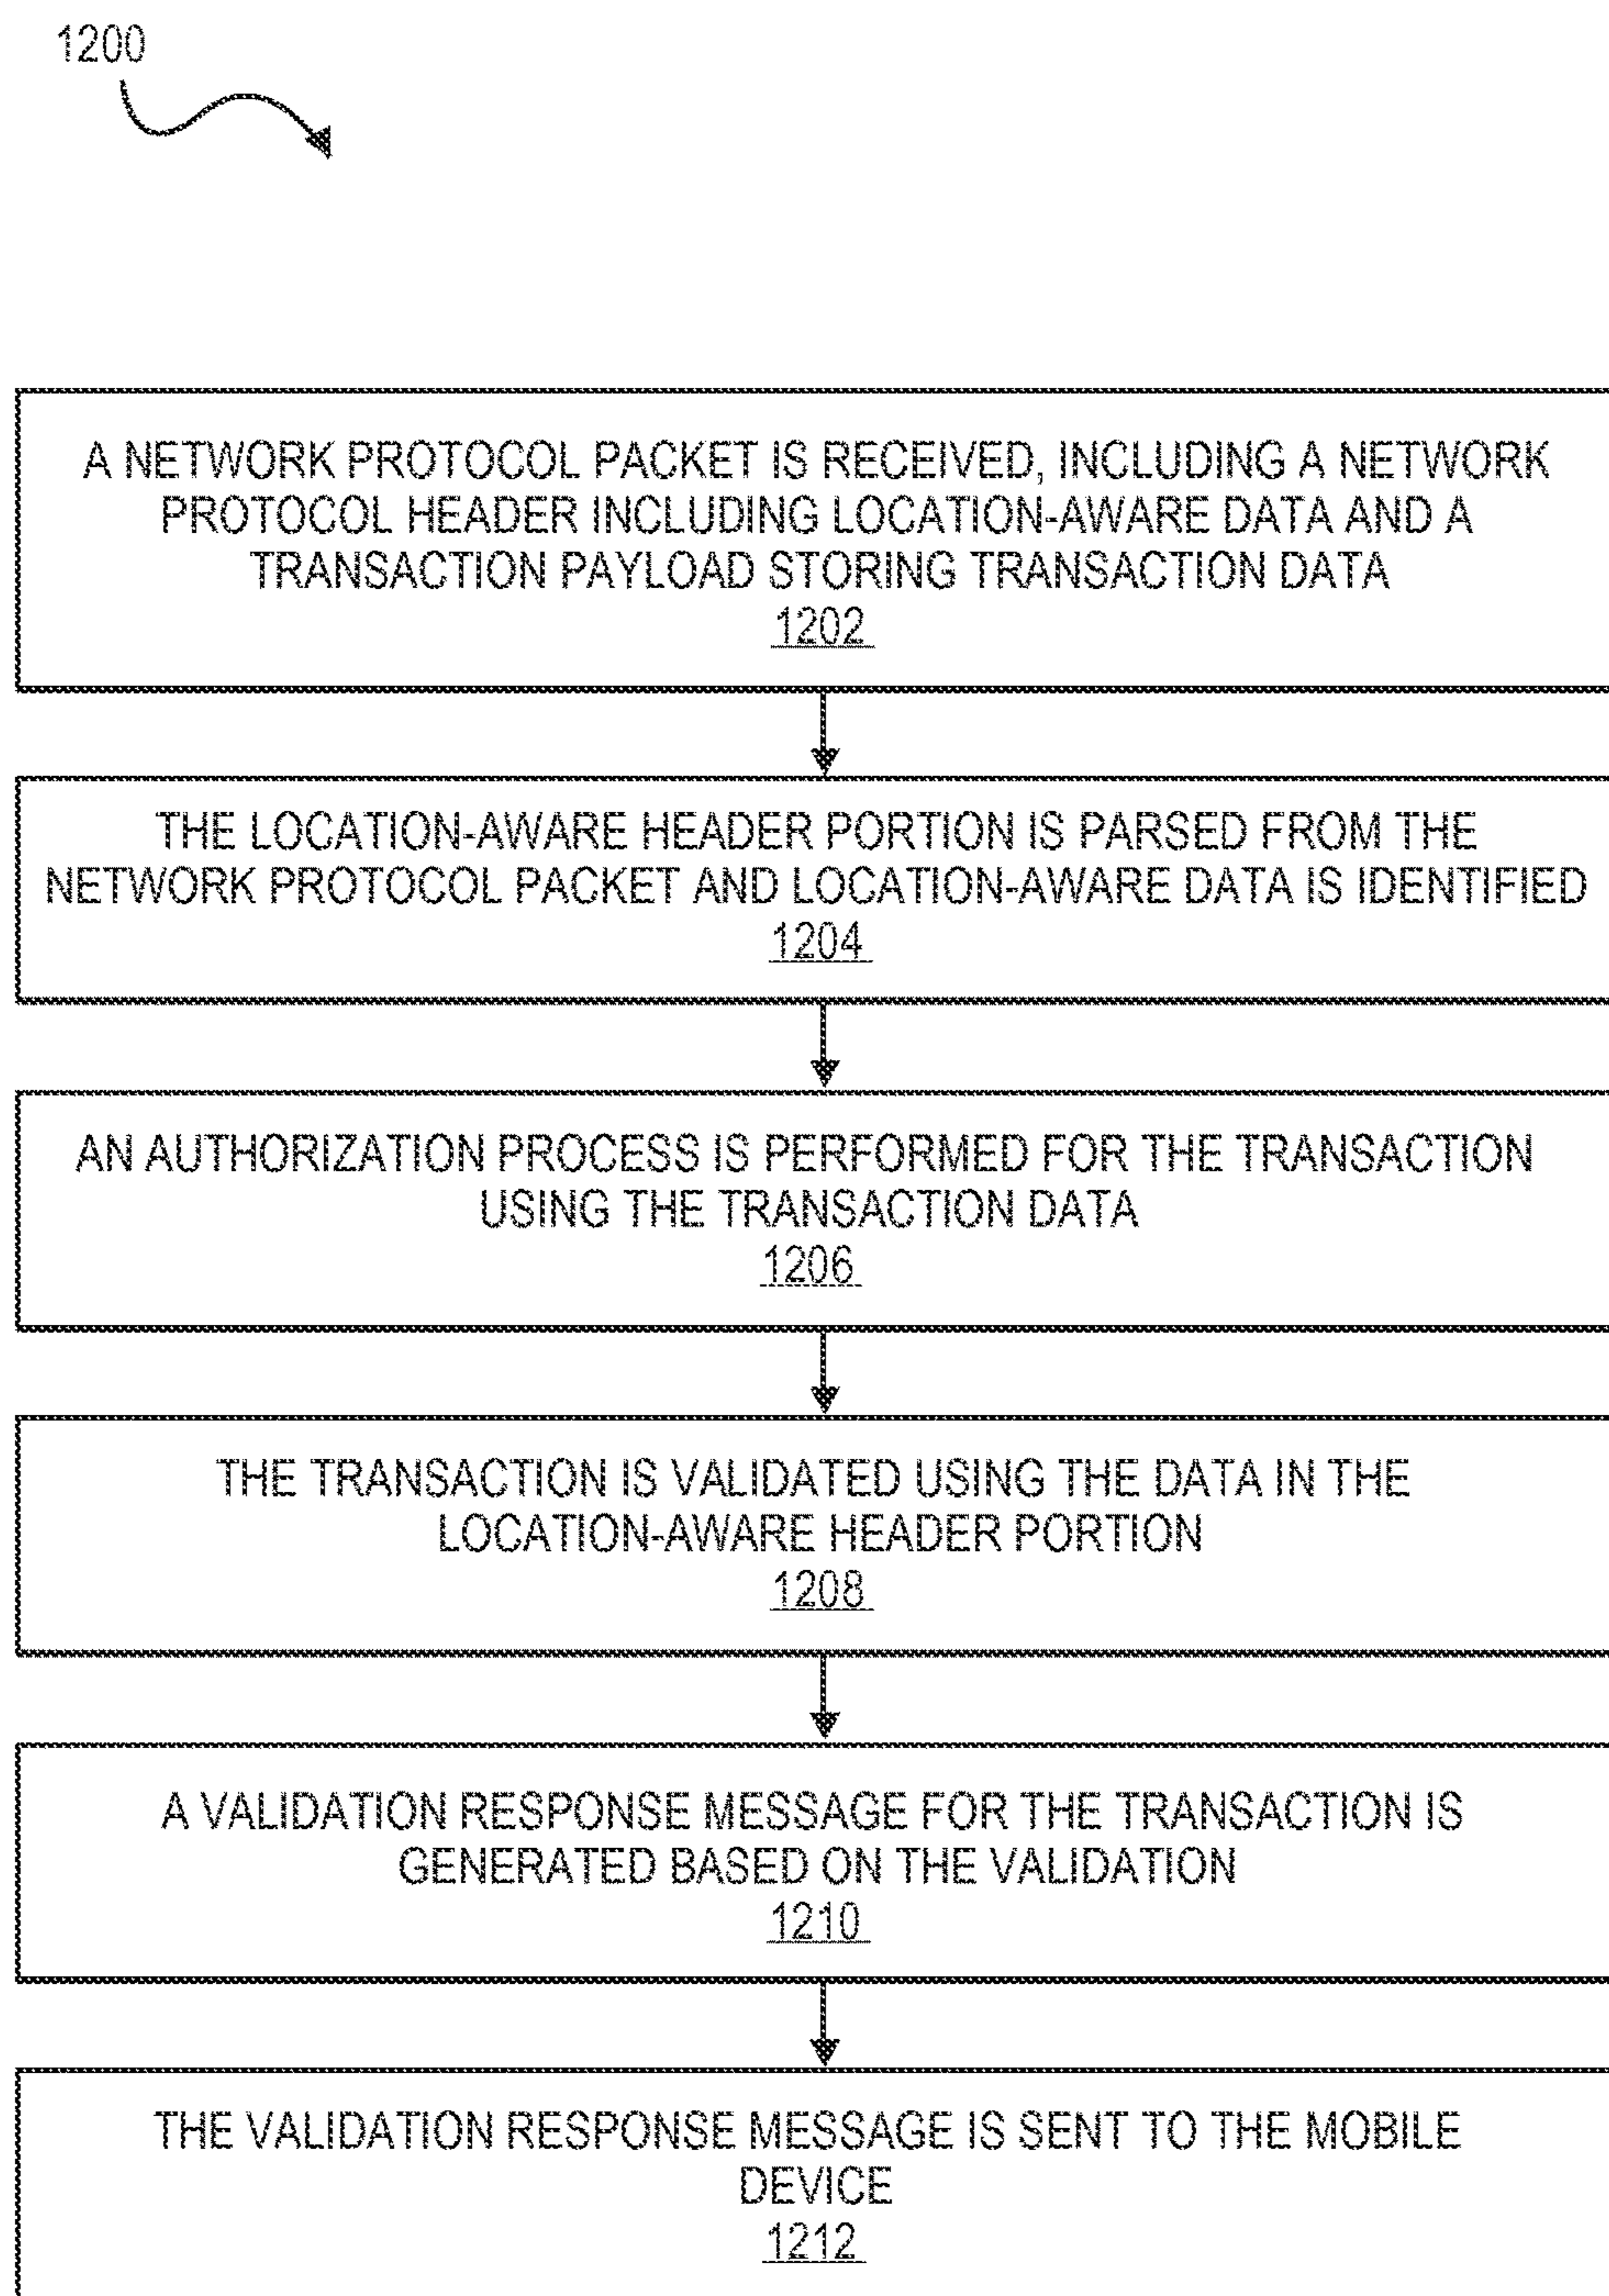 1200
A NETWORK PROTOCOL PACKET IS RECEIVED, INCLUDING A NETWORK
PROTOCOL HEADER INCLUDING LOCATION-AWARE DATA AND A
TRANSACTION PAYLOAD STORING TRANSACTION DATA
1202
THE LOCATION-AWARE HEADER PORTION IS PARSED FROM THE
NETWORK PROTOCOL PACKET AND LOCATION-AWARE DATA IS IDENTIFIED
1204
AN AUTHORIZATION PROCESS IS PERFORMED FOR THE TRANSACTION
USING THE TRANSACTION DATA
1206
THE TRANSACTION IS VALIDATED USING THE DATA IN THE
LOCATION-AWARE HEADER PORTION
1208
A VALIDATION RESPONSE MESSAGE FOR THE TRANSACTION IS
GENERATED BASED ON THE VALIDATION
1210
THE VALIDATION RESPONSE MESSAGE IS SENT TO THE MOBILE
DEVICE
1212